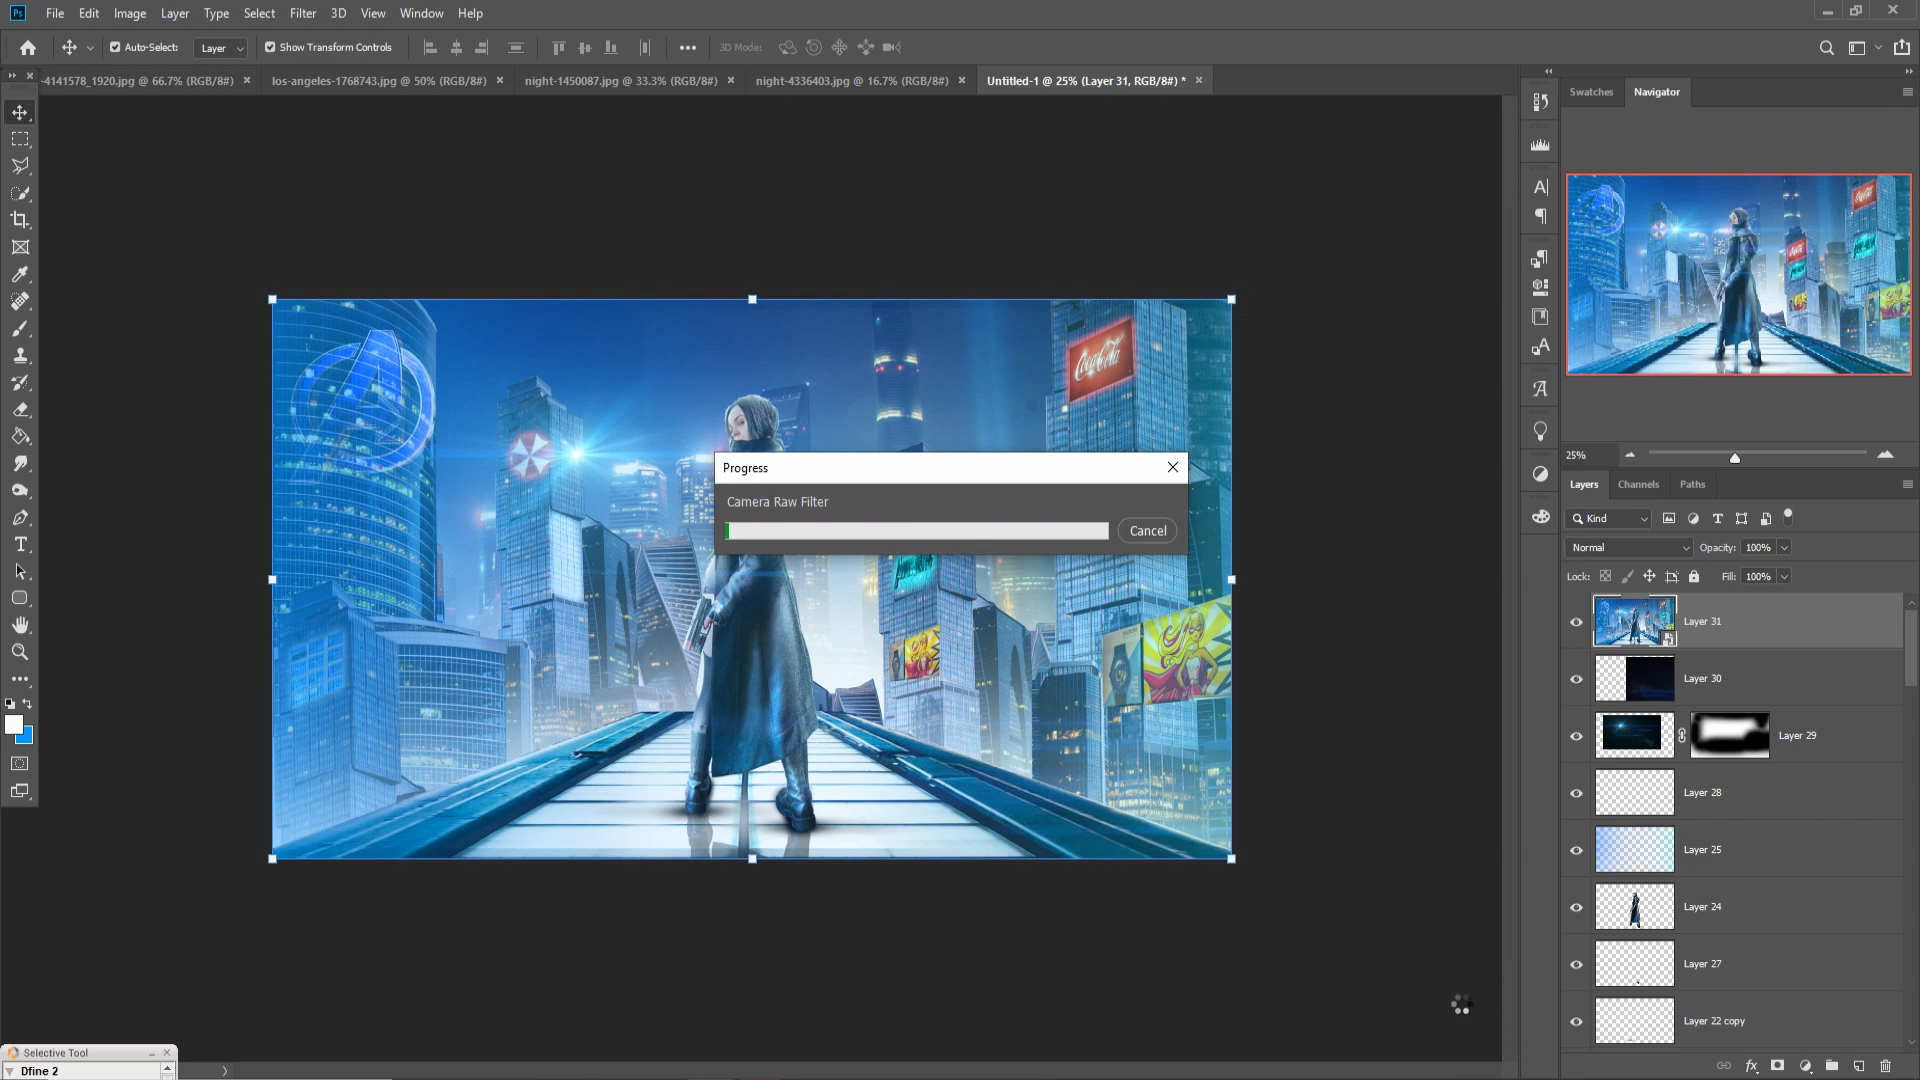 Ps File Edit Image Layer Type Select Filter 3D View Window Help
Auto-Select: Layer Show Transform Controls 3D Mode:
-4141578_1920.jpg @ 66.7% (RGB/8#) los-angeles-1768743.jpg @ 50% (RGB/8#) night-1450087.jpg @ 33.3% (RGB/8#) night-4336403.jpg @ 16.7% (RGB/8#) Untitled-1 @ 25% (Layer 31, RGB/8#) *
Swatches Navigator
Coca-Cola
Progress
Camera Raw Filter
Cancel
25%
Layers Channels Paths
Kind
Normal Opacity: 100%
Lock: Fill: 100%
Layer 31
Layer 30
Layer 29
Layer 28
Layer 25
Layer 24
Layer 27
Layer 22 copy
fx
Selective Tool
Dfine 2